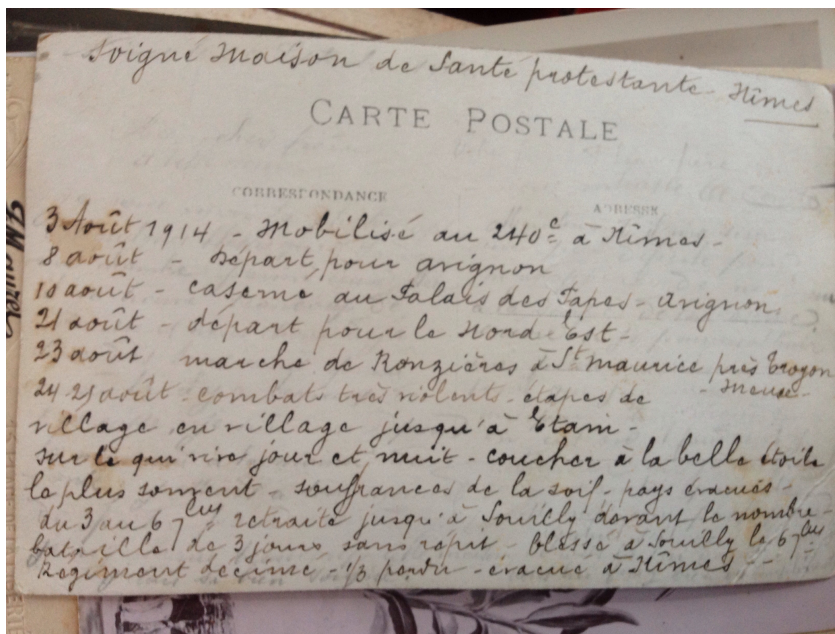 Soigné Maison de Santé protestante - Nîmes
CARTE POSTALE
CORRESPONDANCE
ADRESSE
3 Août 1914 - Mobilisé au 240e à Nîmes -
8 août - Départ pour avignon
10 août - caserné au Palais des Papes - Avignon
21 août - départ pour le Nord Est -
23 août marche de Ronzières à St Maurice près Troyon
- Meuse -
24 25 août - combats très violents - étapes de
village en village jusqu'à Etain -
sur le qui vive jour et nuit - coucher à la belle étoile
le plus souvent - souffrances de la soif - pays évacués -
du 3 au 6 7bre retraite jusqu'à Souilly devant le nombre -
bataille de 3 jours sans répit - blessé à Souilly le 6 7bre
Régiment décimé - 1/3 perdu - évacué à Nîmes -